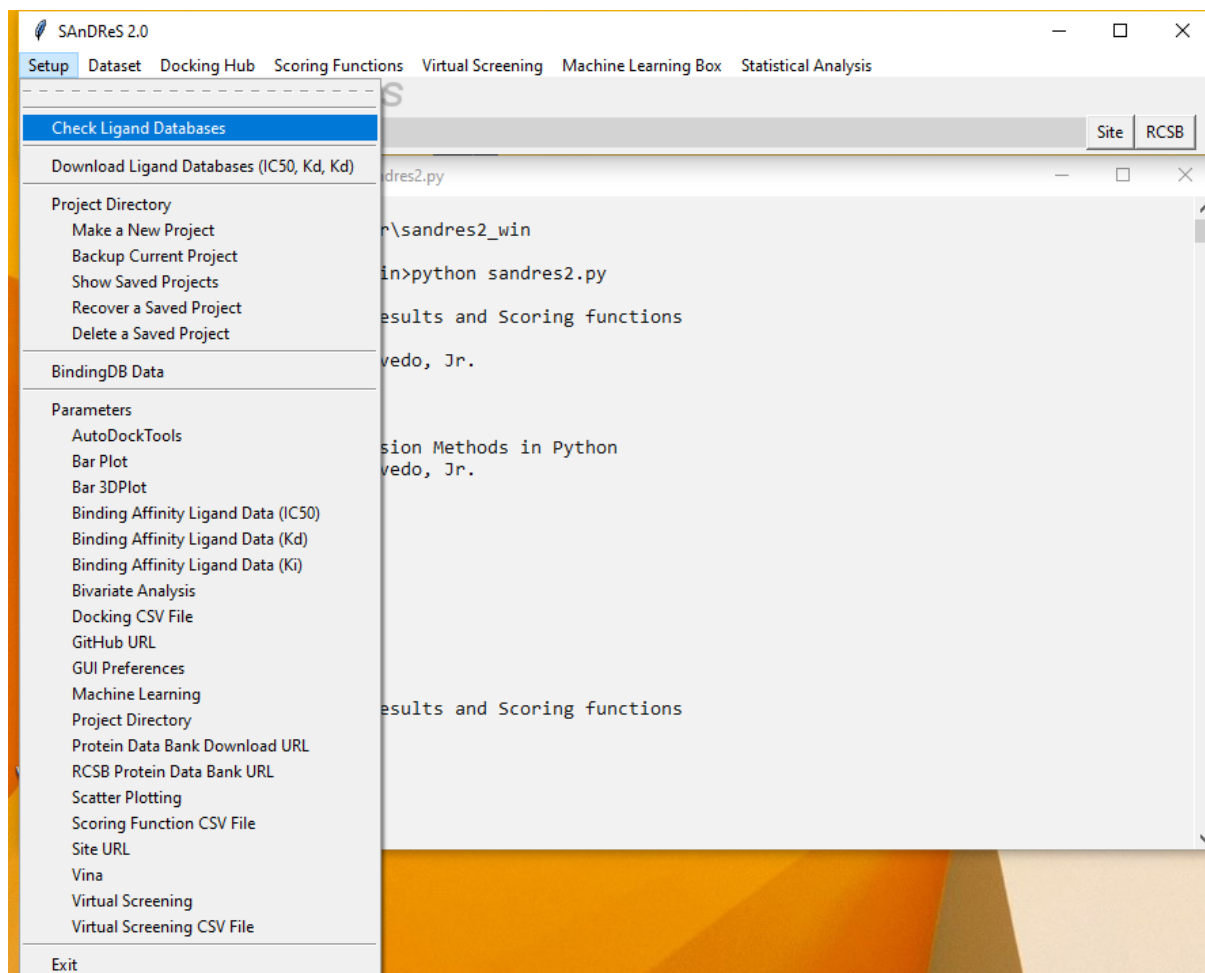 SAnDReS 2.0
Setup Dataset Docking Hub Scoring Functions Virtual Screening Machine Learning Box Statistical Analysis
S
Check Ligand Databases
Site RCSB
Download Ligand Databases (IC50, Kd, Kd)
dres2.py
Project Directory
Make a New Project
r\sandres2_win
Backup Current Project
in>python sandres2.py
Show Saved Projects
Recover a Saved Project
esults and Scoring functions
Delete a Saved Project
vedo, Jr.
BindingDB Data
Parameters
AutoDockTools
sion Methods in Python
Bar Plot
vedo, Jr.
Bar 3DPlot
Binding Affinity Ligand Data (IC50)
Binding Affinity Ligand Data (Kd)
Binding Affinity Ligand Data (Ki)
Bivariate Analysis
Docking CSV File
GitHub URL
GUI Preferences
Machine Learning
esults and Scoring functions
Project Directory
Protein Data Bank Download URL
RCSB Protein Data Bank URL
Scatter Plotting
Scoring Function CSV File
Site URL
Vina
Virtual Screening
Virtual Screening CSV File
Exit